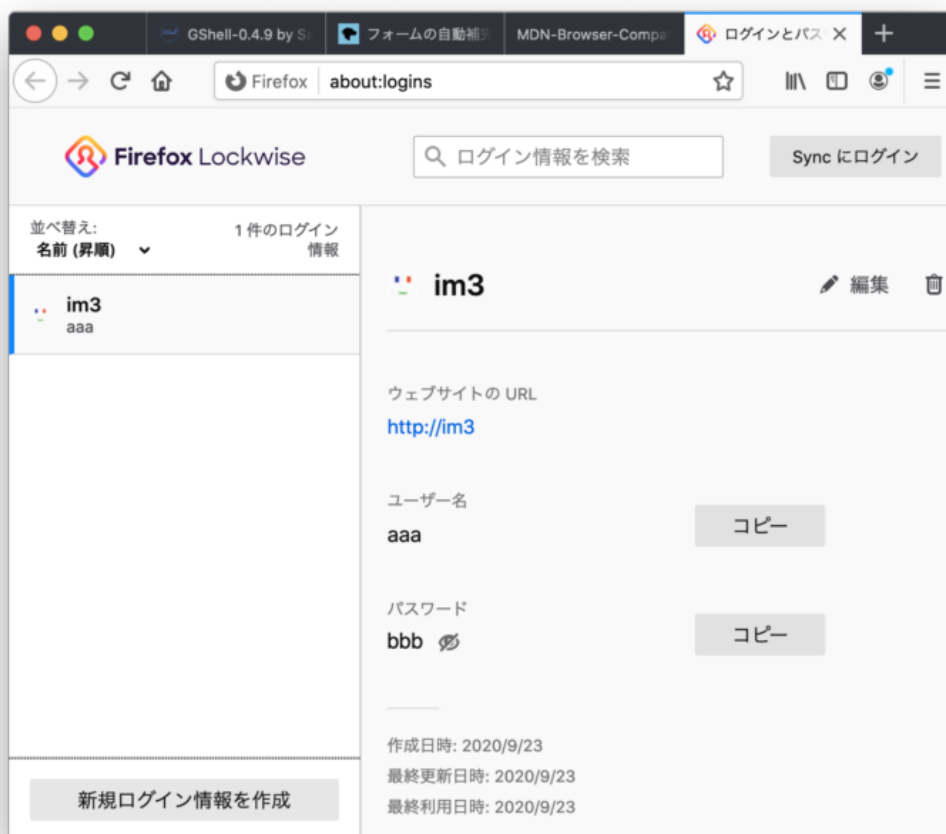 GShell-0.4.9 by Sa
フォームの自動補
MDN-Browser-Compa
ログインとパス
Firefox
about:logins
Firefox Lockwise
ログイン情報を検索
Sync にログイン
並べ替え:
名前 (昇順)
1 件のログイン
情報
im3
aaa
im3
編集
ウェブサイトの URL
http://im3
ユーザー名
aaa
コピー
パスワード
bbb
コピー
作成日時: 2020/9/23
最終更新日時: 2020/9/23
最終利用日時: 2020/9/23
新規ログイン情報を作成